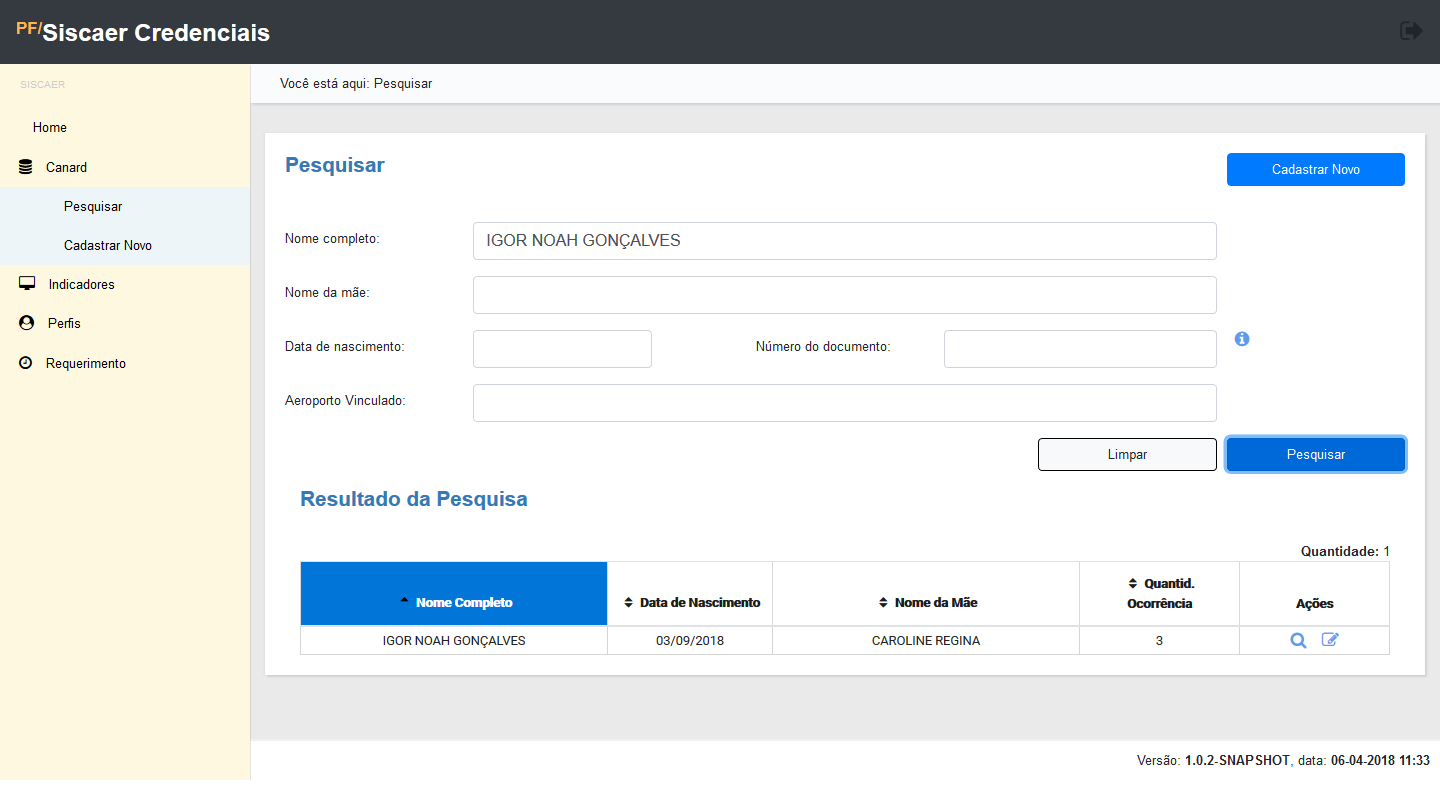 PF/Siscaer Credenciais
SISCAER
Você está aqui: Pesquisar
Home
Canard
Pesquisar
Cadastrar Novo
Indicadores
Perfis
Requerimento
Pesquisar
Cadastrar Novo
Nome completo: IGOR NOAH GONÇALVES
Nome da mãe:
Data de nascimento: Número do documento:
Aeroporto Vinculado:
Limpar Pesquisar
Resultado da Pesquisa
Quantidade: 1
Nome Completo Data de Nascimento Nome da Mãe Quantid. Ocorrência Ações
IGOR NOAH GONÇALVES 03/09/2018 CAROLINE REGINA 3
Versão: 1.0.2-SNAPSHOT, data: 06-04-2018 11:33